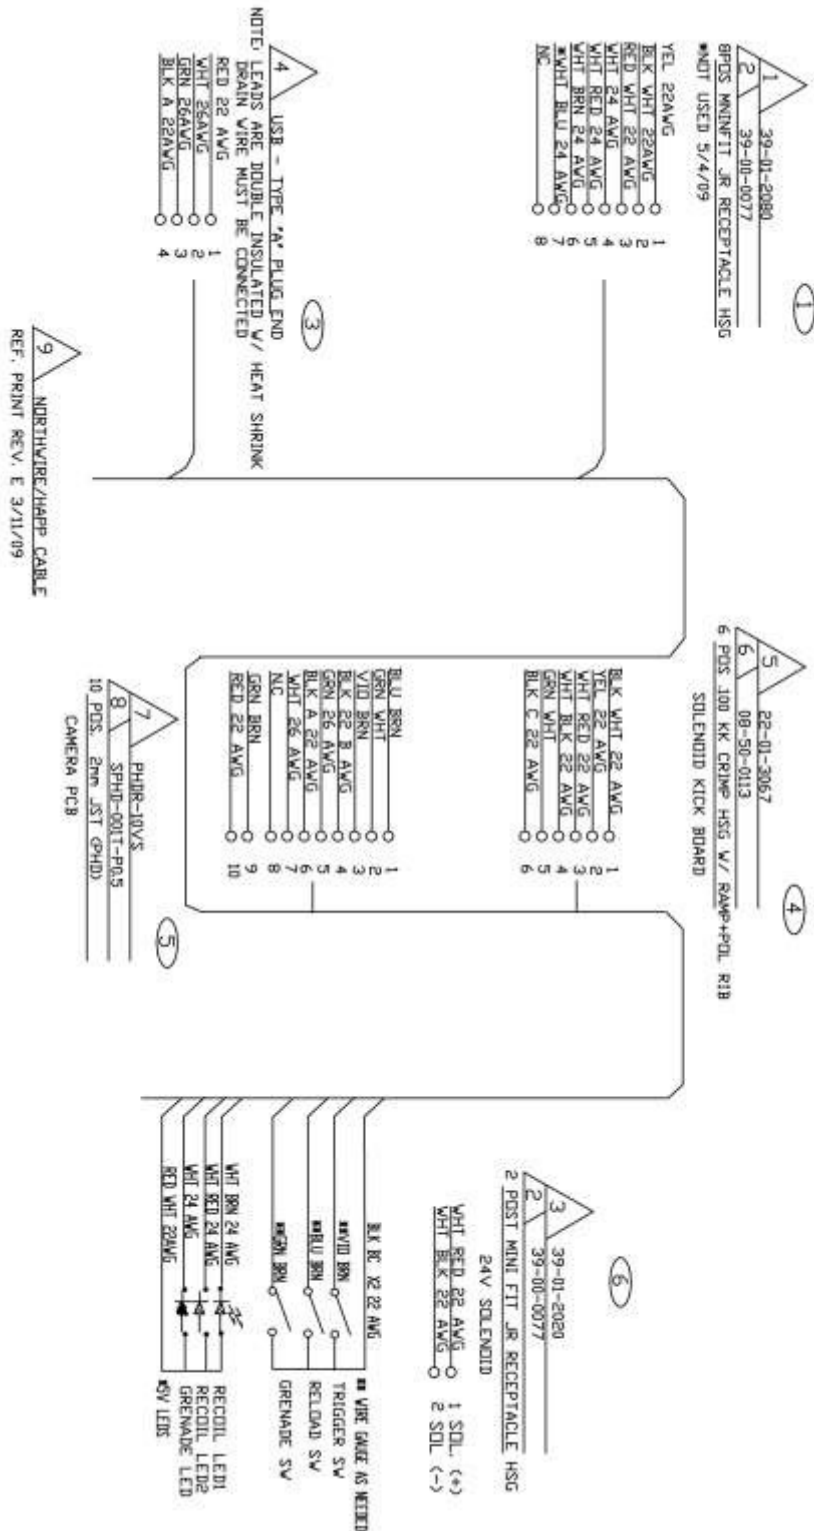 1
39-01-2080
2
39-00-0077
8POS MNINFIT JR RECEPTACLE HSG
*NOT USED 5/4/09
1
YEL 22AWG
BLK WHT 22AWG
RED WHT 22 AWG
WHT 24 AWG
WHT RED 24 AWG
WHT BRN 24 AWG
*WHT BLU 24 AWG
NC
1
2
3
4
5
6
7
8
4
USB - TYPE "A" PLUG END
NOTE: LEADS ARE DOUBLE INSULATED W/ HEAT SHRINK
DRAIN WIRE MUST BE CONNECTED
3
RED 22 AWG
WHT 26AWG
GRN 26AWG
BLK A 22AWG
1
2
3
4
9
NORTHWIRE/HAPP CABLE
REF. PRINT REV. E 3/11/09
5
22-01-3067
6
08-50-0113
6 POS 100 KK CRIMP HSG W/ RAMP+POL RIB
SOLENOID KICK BOARD
4
BLK WHT 22 AWG
YEL 22 AWG
WHT RED 22 AWG
WHT BLK 22 AWG
GRN WHT
BLK C 22 AWG
1
2
3
4
5
6
BLU BRN
GRN WHT
VIO BRN
BLK 22 B AWG
GRN 26 AWG
BLK A 22 AWG
WHT 26 AWG
N.C
GRN BRN
RED 22 AWG
1
2
3
4
5
6
7
8
9
10
7
PHDR-10VS
8
SPHD-001T-P0.5
10 POS. 2mm JST (PHD)
CAMERA PCB
5
3
39-01-2020
2
39-00-0077
2 POST MINI FIT JR RECEPTACLE HSG
6
24V SOLENOID
WHT RED 22 AWG
WHT BLK 22 AWG
1 SOL. (+)
2 SOL (-)
BLK BC X2 22 AWG
** WIRE GAUGE AS NEEDED
**VIO BRN
TRIGGER SW
**BLU BRN
RELOAD SW
**GRN BRN
GRENADE SW
WHT BRN 24 AWG
RECOIL LED1
WHT RED 24 AWG
RECOIL LED2
WHT 24 AWG
GRENADE LED
RED WHT 22AWG
*5V LEDS